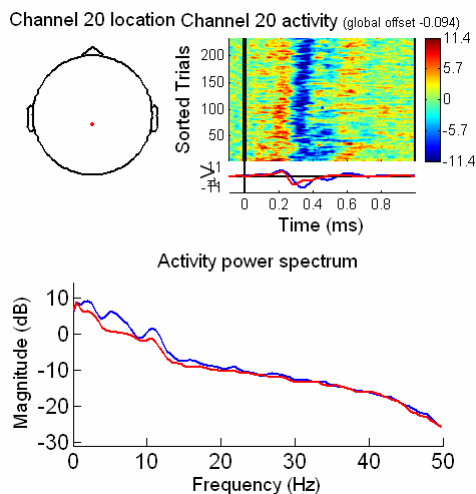 Channel 20 location Channel 20 activity (global offset -0.094)
Sorted Trials
200
150
100
50
11.4
5.7
0
-5.7
-11.4
11
-11
0 0.2 0.4 0.6 0.8
Time (ms)
Activity power spectrum
Magnitude (dB)
10
0
-10
-20
-30
0 10 20 30 40 50
Frequency (Hz)